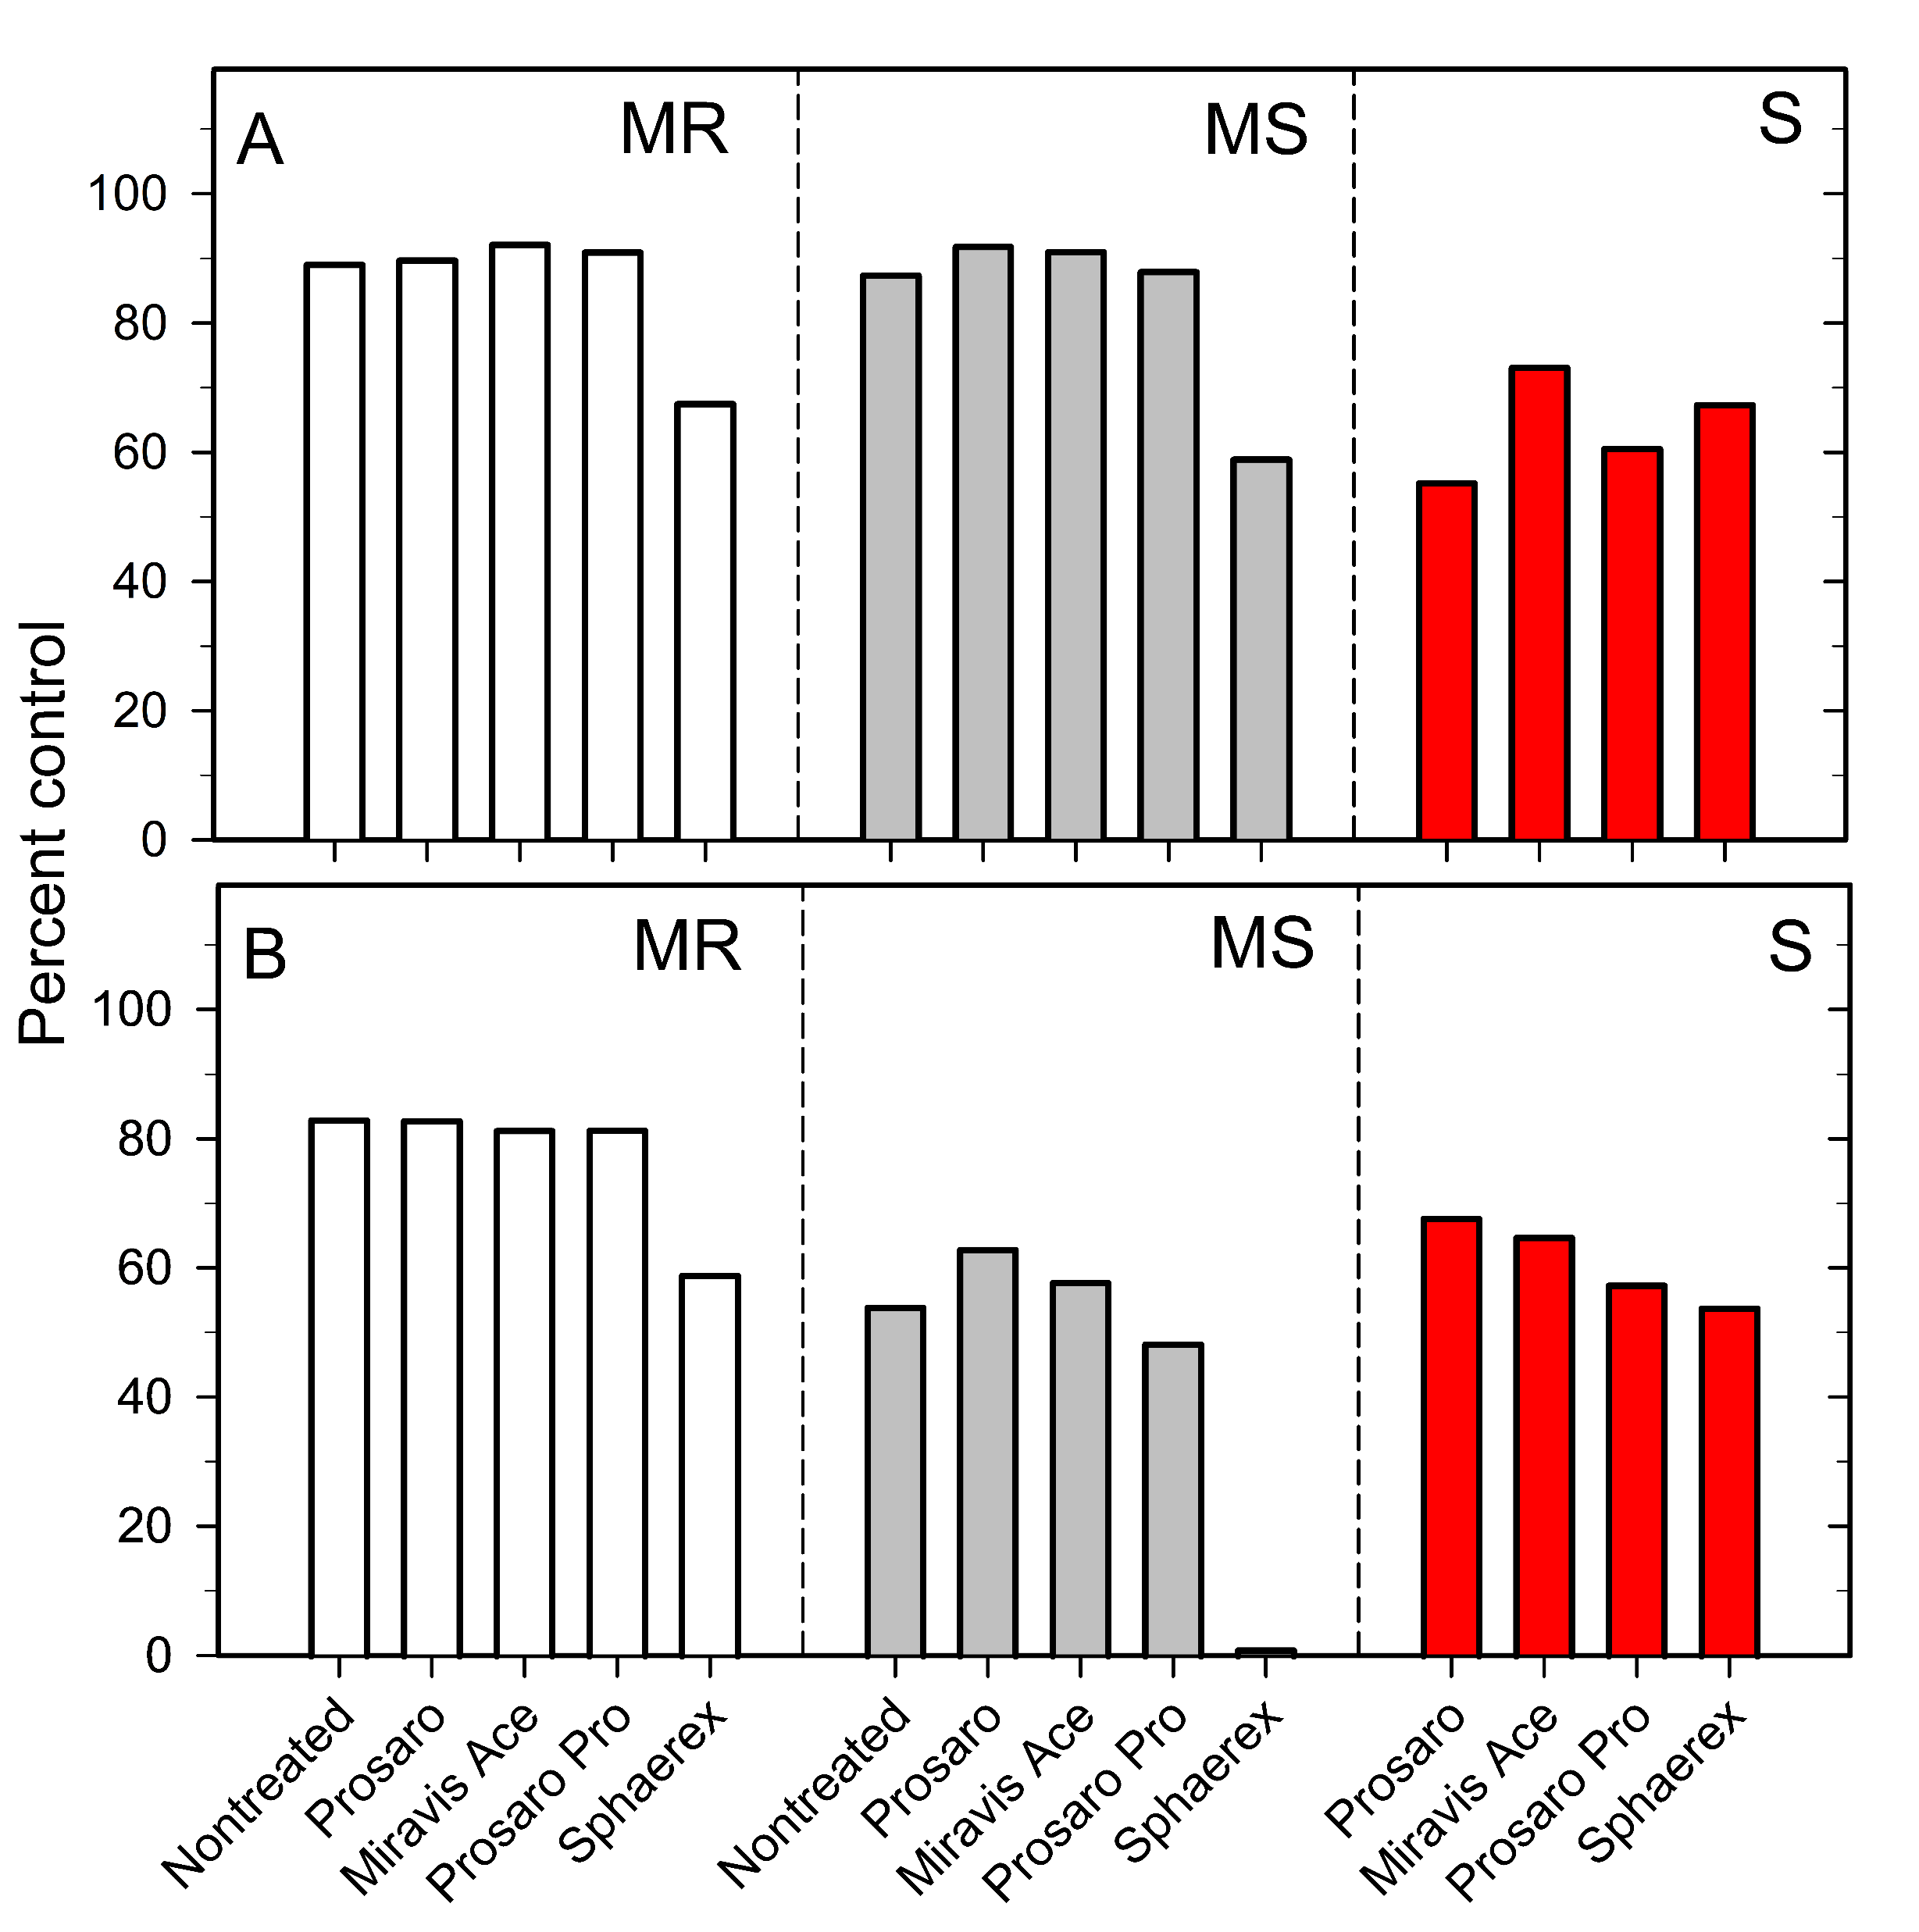 A
MR
MS
S
100
80
60
40
20
0
Percent control
B
MR
MS
S
100
80
60
40
20
0
Nontreated
Prosaro
Miravis Ace
Prosaro Pro
Sphaerex
Nontreated
Prosaro
Miravis Ace
Prosaro Pro
Sphaerex
Prosaro
Miravis Ace
Prosaro Pro
Sphaerex